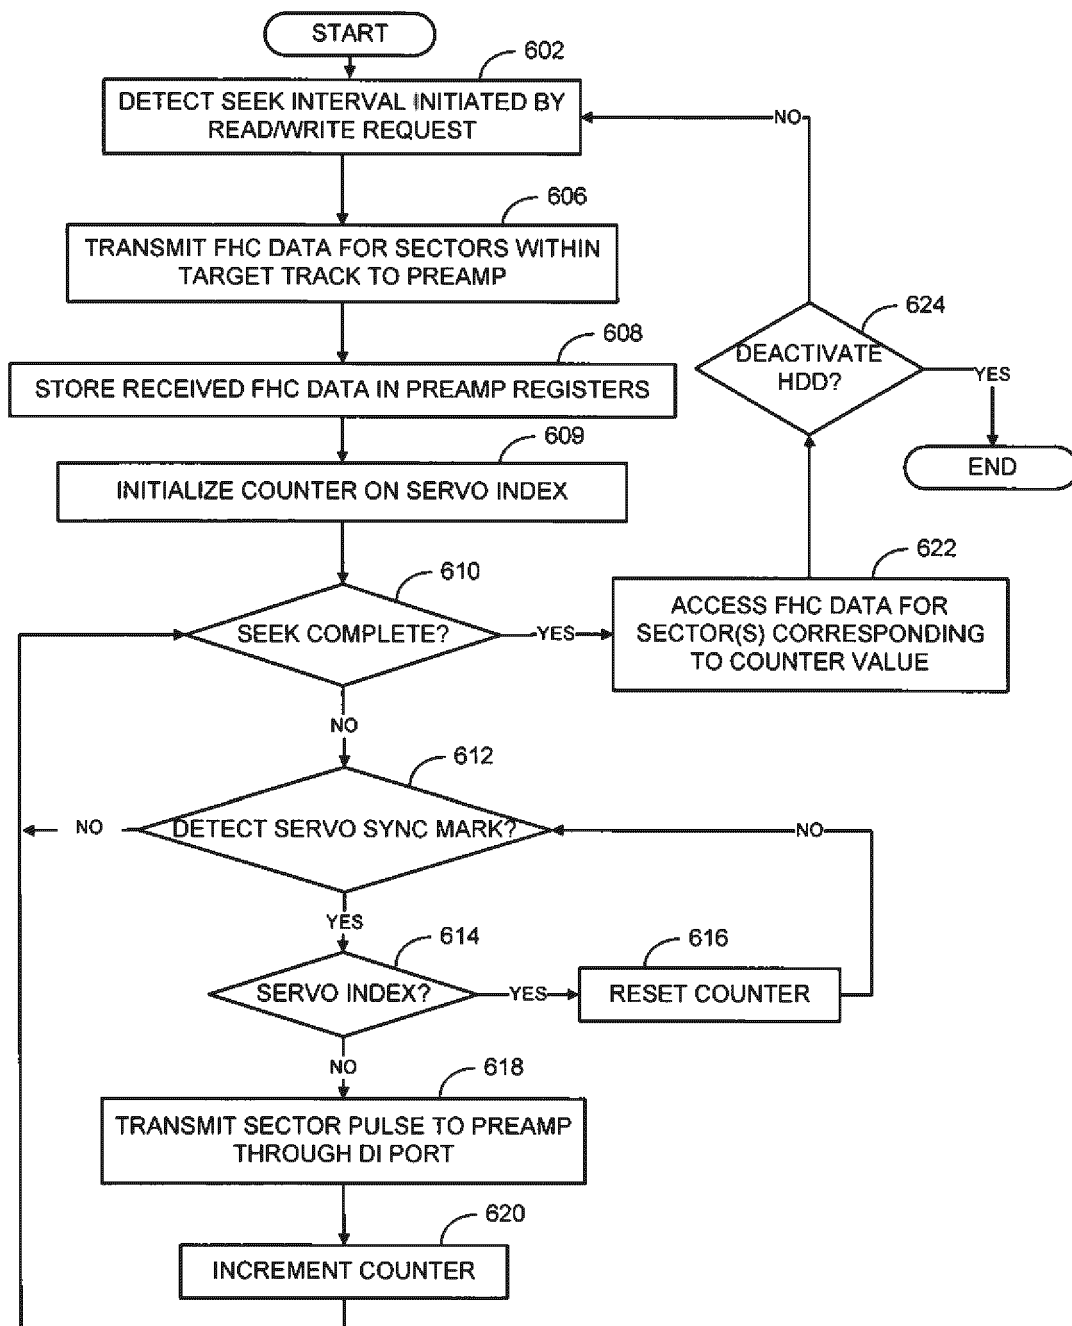 START
602
DETECT SEEK INTERVAL INITIATED BY
READ/WRITE REQUEST
NO
606
TRANSMIT FHC DATA FOR SECTORS WITHIN
TARGET TRACK TO PREAMP
624
DEACTIVATE
HDD?
YES
END
608
STORE RECEIVED FHC DATA IN PREAMP REGISTERS
609
INITIALIZE COUNTER ON SERVO INDEX
610
SEEK COMPLETE?
YES
622
ACCESS FHC DATA FOR
SECTOR(S) CORRESPONDING
TO COUNTER VALUE
NO
612
DETECT SERVO SYNC MARK?
NO
NO
YES
614
SERVO INDEX?
YES
616
RESET COUNTER
NO
618
TRANSMIT SECTOR PULSE TO PREAMP
THROUGH DI PORT
620
INCREMENT COUNTER